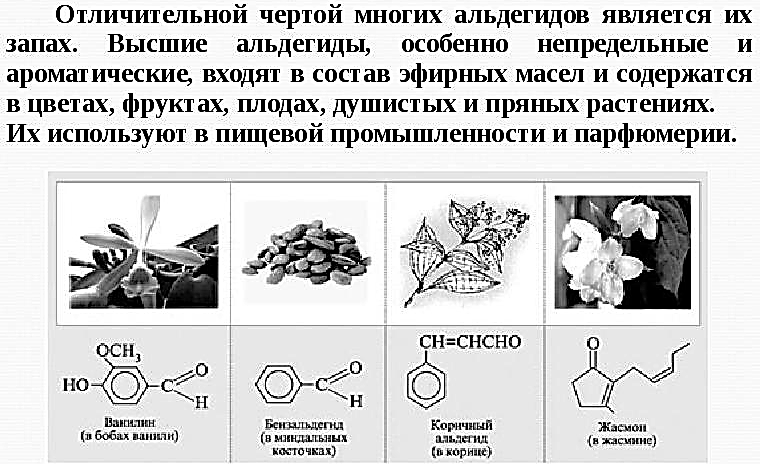 Отличительной чертой многих альдегидов является их
запах. Высшие альдегиды, особенно непредельные и
ароматические, входят в состав эфирных масел и содержатся
в цветах, фруктах, плодах, душистых и пряных растениях.
Их используют в пищевой промышленности и парфюмерии.
OCH3
HO
C
O
H
Ванилин
(в бобах ванили)
C
O
H
Бензальдегид
(в миндальных
косточках)
CH=CHCHO
Коричный
альдегид
(в корице)
O
Жасмон
(в жасмине)